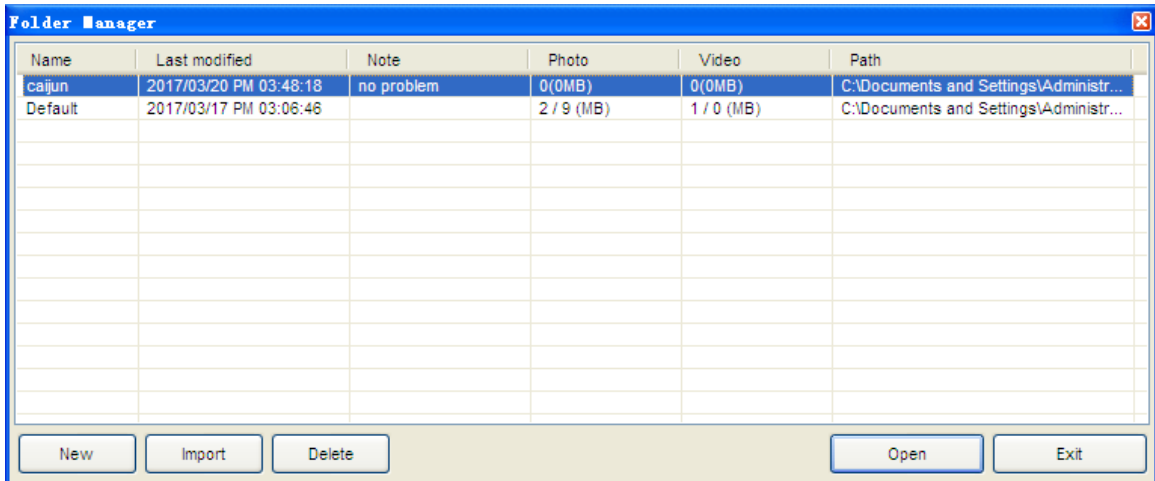 Folder Manager
Name Last modified Note Photo Video Path
caijun 2017/03/20 PM 03:48:18 no problem 0(0MB) 0(0MB) C:\Documents and Settings\Administr...
Default 2017/03/17 PM 03:06:46 2 / 9 (MB) 1 / 0 (MB) C:\Documents and Settings\Administr...
New Import Delete Open Exit